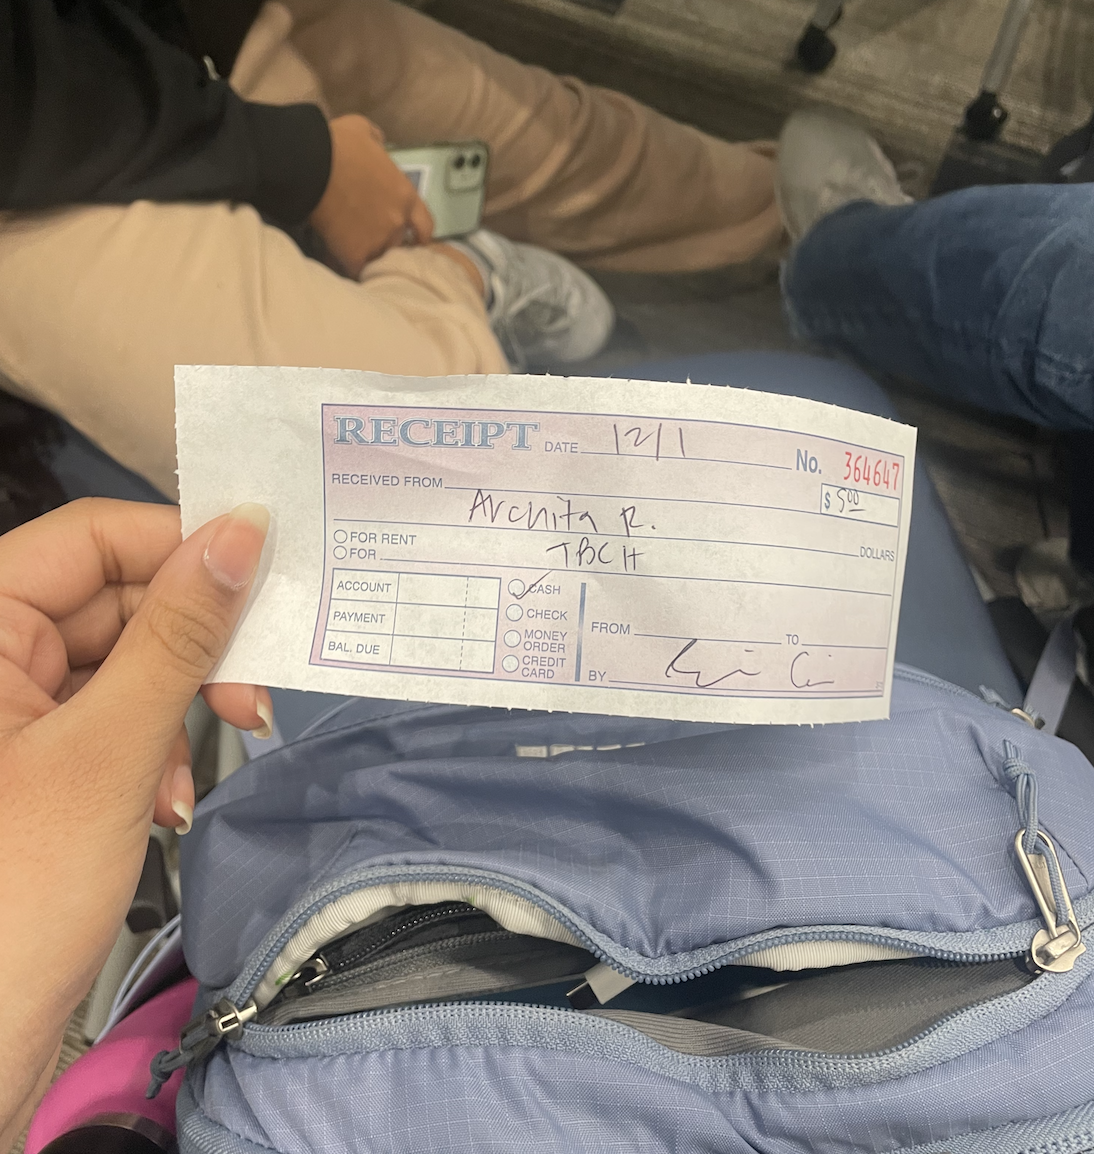 RECEIPT DATE 12/1 No. 364647
RECEIVED FROM $ 5 00
Archita R.
DOLLARS
FOR RENT
FOR TBCH
ACCOUNT
PAYMENT
BAL. DUE
CASH
CHECK
MONEY ORDER
CREDIT CARD
FROM TO
BY